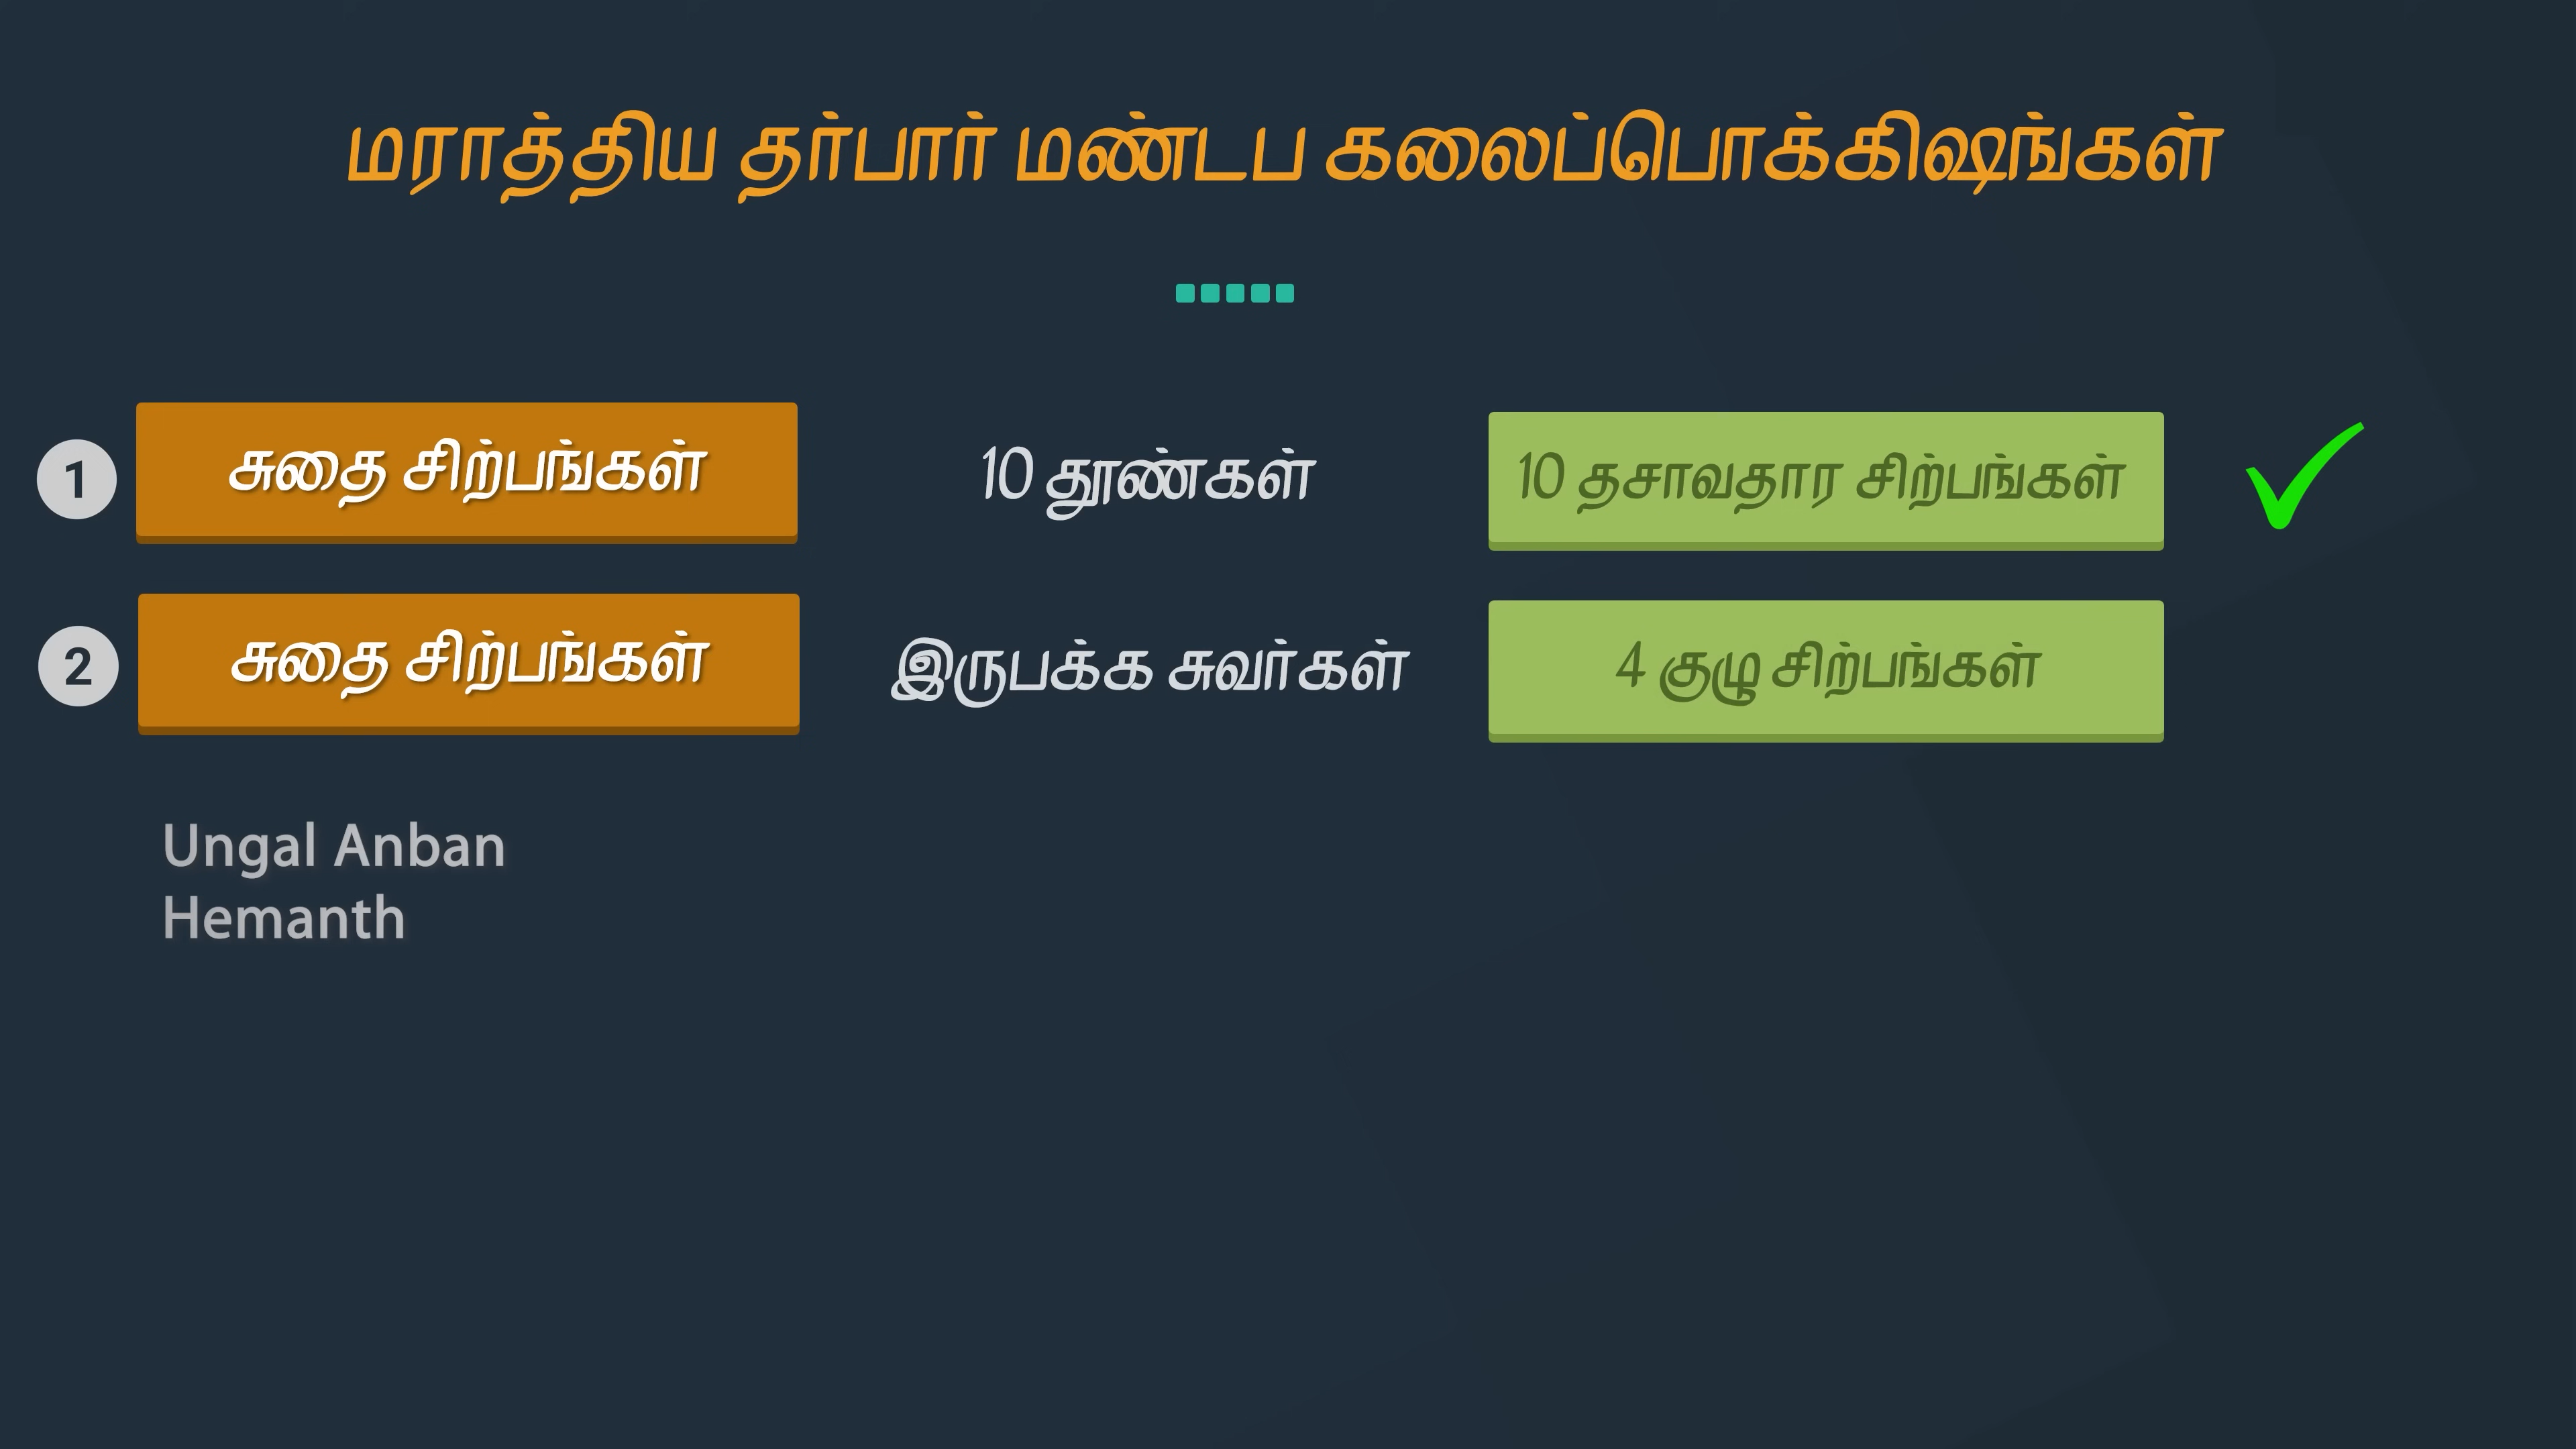 மராத்திய தர்பார் மண்டப கலைப்பொக்கிஷங்கள்
1 சுதை சிற்பங்கள் 10 தூண்கள் 10 தசாவதார சிற்பங்கள்
2 சுதை சிற்பங்கள் இருபக்க சுவர்கள் 4 குழு சிற்பங்கள்
Ungal Anban
Hemanth